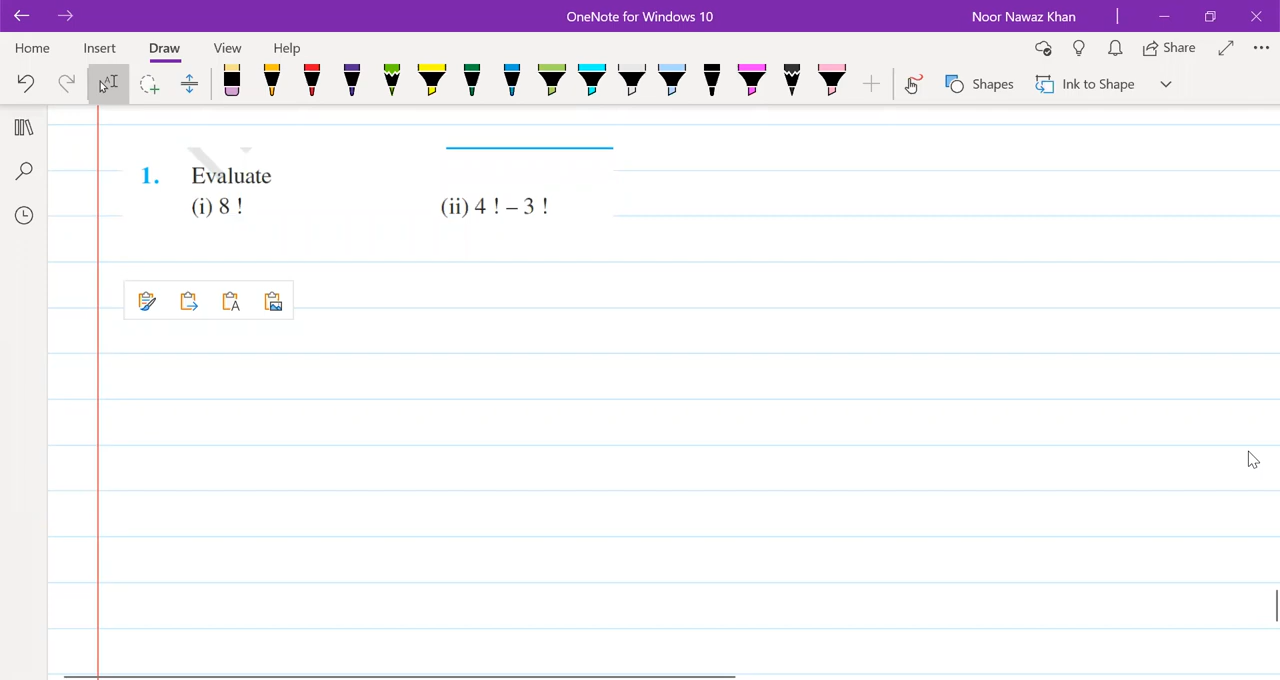 OneNote for Windows 10
Noor Nawaz Khan
Home Insert Draw View Help
Share
Shapes
Ink to Shape
1. Evaluate
(i) 8 ! (ii) 4 ! – 3 !